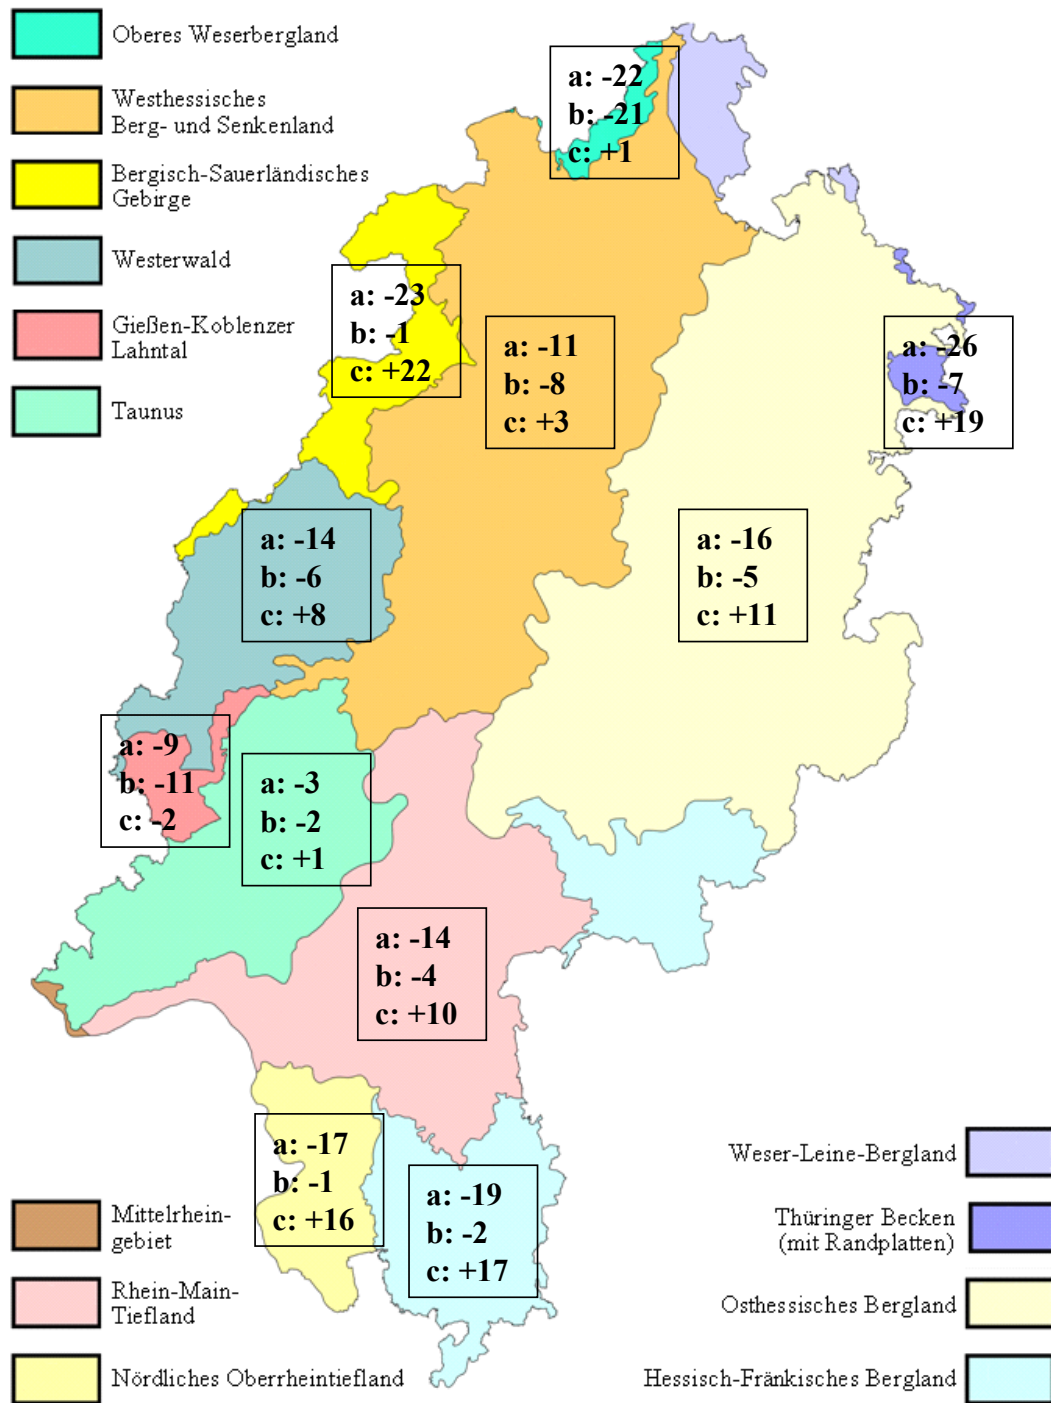 Oberes Weserbergland
Westhessisches
Berg- und Senkenland
Bergisch-Sauerländisches
Gebirge
Westerwald
Gießen-Koblenzer
Lahntal
Taunus
a: -22
b: -21
c: +1
a: -23
b: -1
c: +22
a: -11
b: -8
c: +3
a: -26
b: -7
c: +19
a: -14
b: -6
c: +8
a: -16
b: -5
c: +11
a: -9
b: -11
c: -2
a: -3
b: -2
c: +1
a: -14
b: -4
c: +10
a: -17
b: -1
c: +16
a: -19
b: -2
c: +17
Mittelrhein-
gebiet
Rhein-Main-
Tiefland
Nördliches Oberrheintiefland
Weser-Leine-Bergland
Thüringer Becken
(mit Randplatten)
Osthessisches Bergland
Hessisch-Fränkisches Bergland